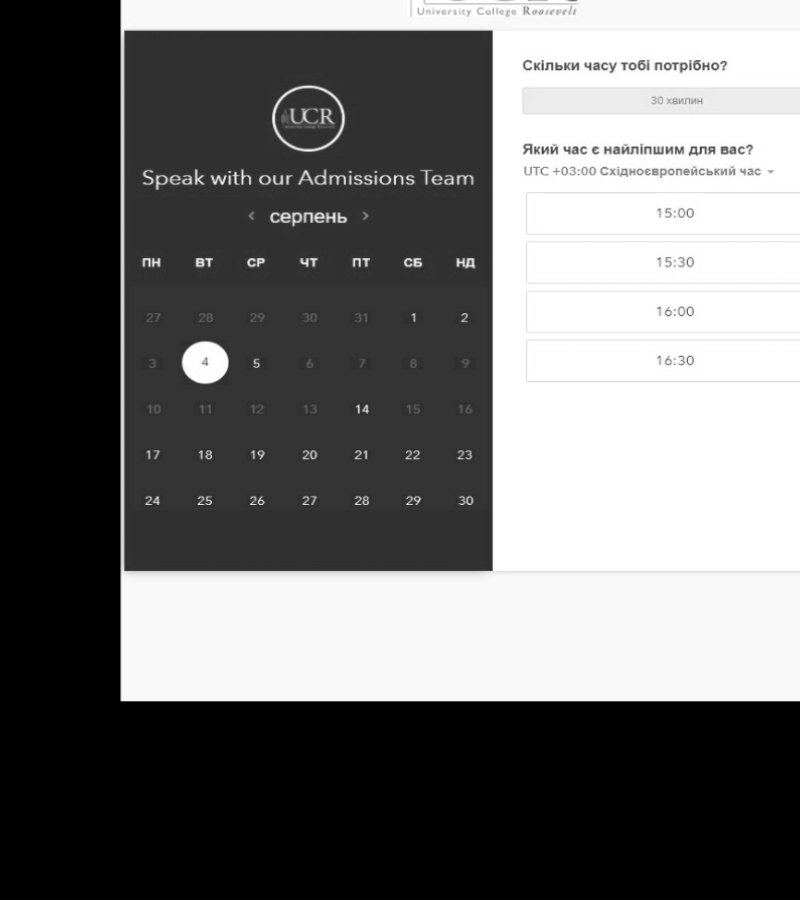 University College Roosevelt
UCR
Speak with our Admissions Team
серпень
ПН ВТ СР ЧТ ПТ СБ НД
27 28 29 30 31 1 2
3 4 5 6 7 8 9
10 11 12 13 14 15 16
17 18 19 20 21 22 23
24 25 26 27 28 29 30
Скільки часу тобі потрібно?
30 хвилин
Який час є найліпшим для вас?
UTC +03:00 Східноєвропейський час
15:00
15:30
16:00
16:30